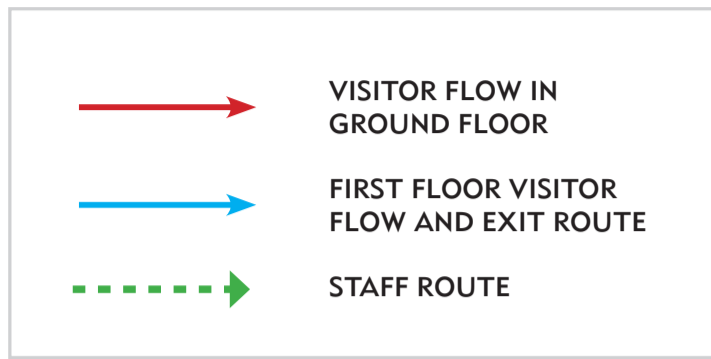 VISITOR FLOW IN
GROUND FLOOR
FIRST FLOOR VISITOR
FLOW AND EXIT ROUTE
STAFF ROUTE